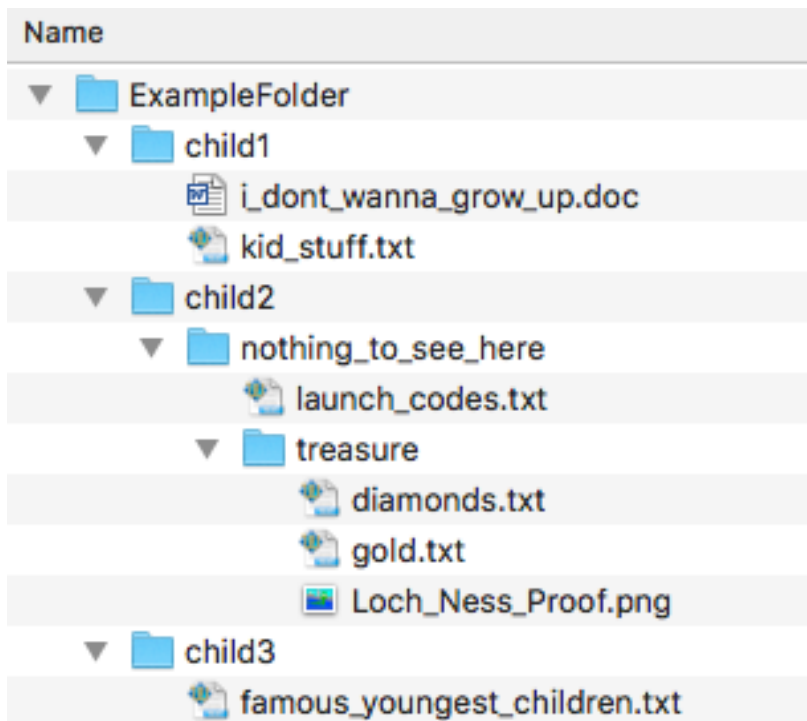 Name
ExampleFolder
child1
i_dont_wanna_grow_up.doc
kid_stuff.txt
child2
nothing_to_see_here
launch_codes.txt
treasure
diamonds.txt
gold.txt
Loch_Ness_Proof.png
child3
famous_youngest_children.txt